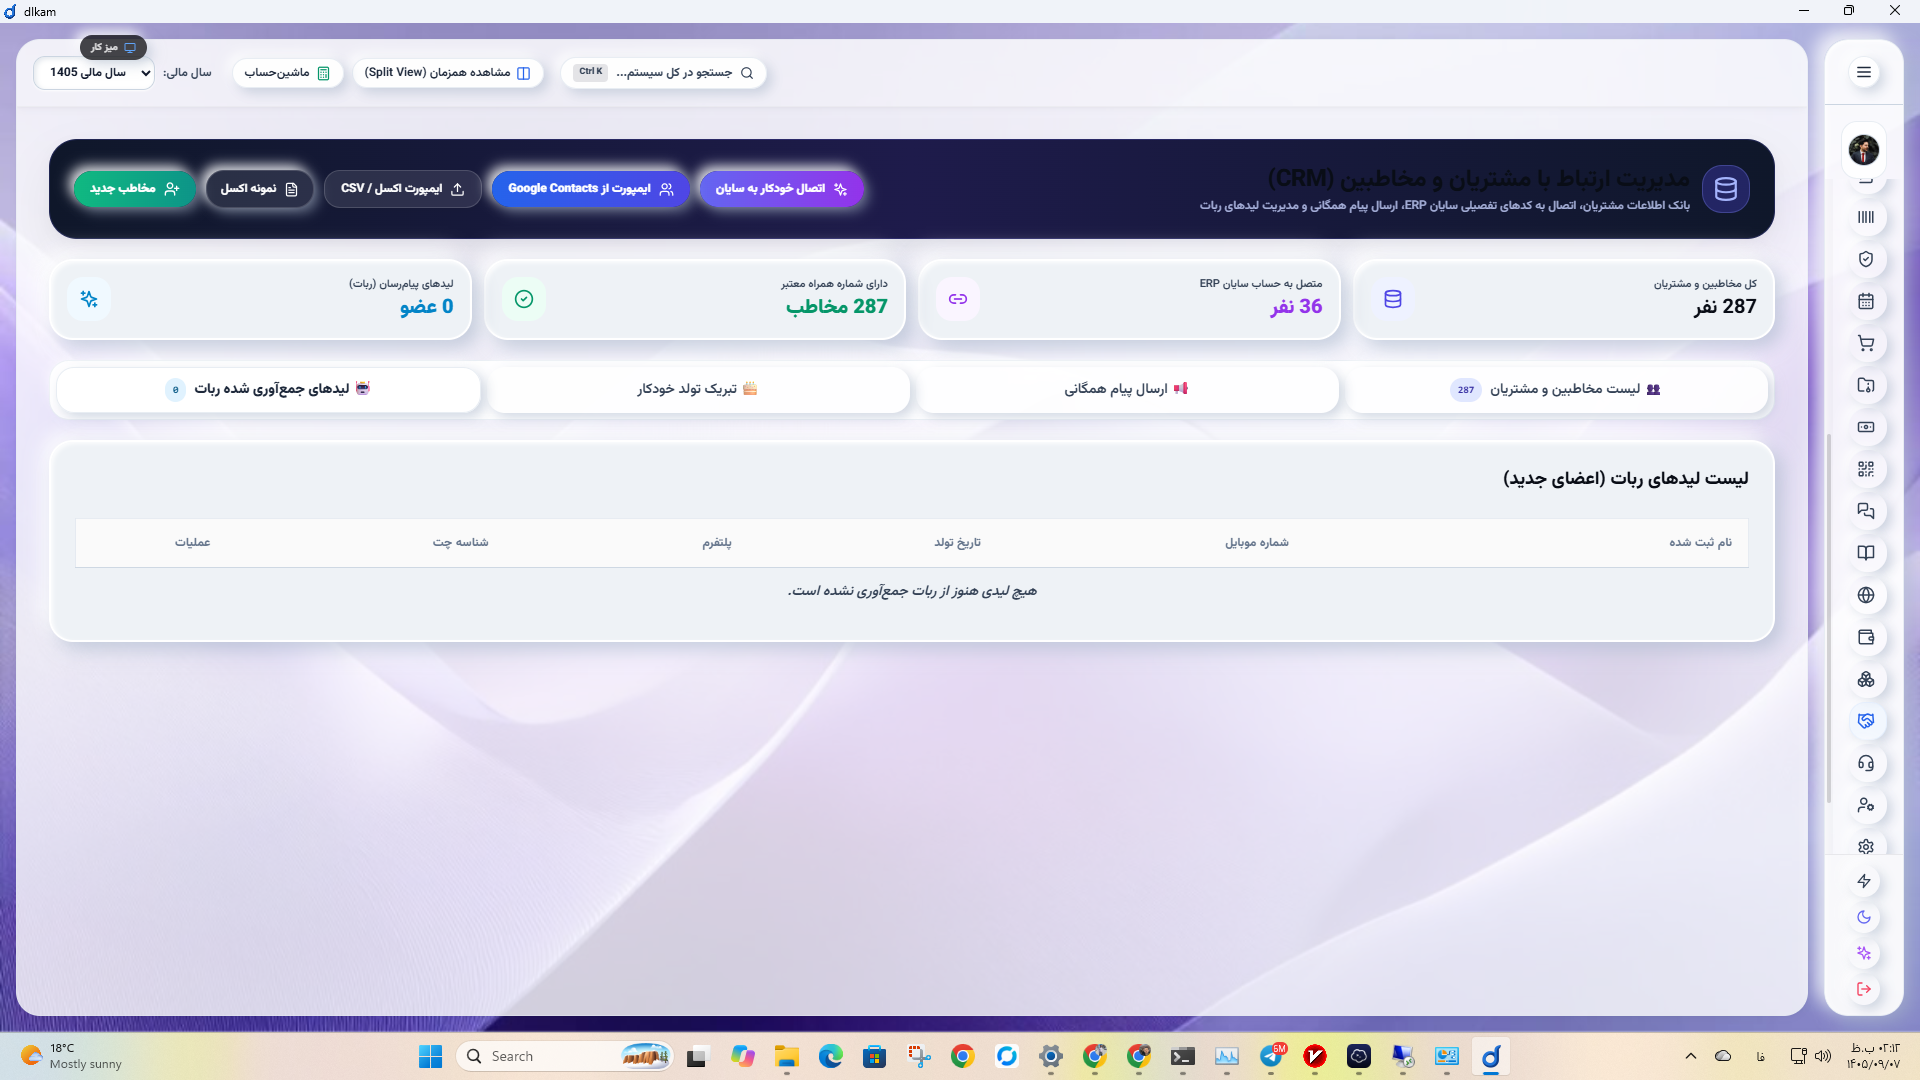 dlkam
میز کار
جستجو در کل سیستم... Ctrl K
مشاهده همزمان (Split View)
ماشین‌حساب
سال مالی:
سال مالی 1405
مدیریت ارتباط با مشتریان و مخاطبین (CRM)
بانک اطلاعات مشتریان، اتصال به کدهای تفصیلی سایان ERP، ارسال پیام همگانی و مدیریت لیدهای ربات
اتصال خودکار به سایان
ایمپورت از Google Contacts
ایمپورت اکسل / CSV
نمونه اکسل
مخاطب جدید
کل مخاطبین و مشتریان
287 نفر
متصل به حساب سایان ERP
36 نفر
دارای شماره همراه معتبر
287 مخاطب
لیدهای پیام‌رسان (ربات)
0 عضو
لیست مخاطبین و مشتریان 287
ارسال پیام همگانی
تبریک تولد خودکار
لیدهای جمع‌آوری شده ربات 0
لیست لیدهای ربات (اعضای جدید)
نام ثبت شده شماره موبایل تاریخ تولد پلتفرم شناسه چت عملیات
هیچ لیدی هنوز از ربات جمع‌آوری نشده است.
18°C
Mostly sunny
Search
6M
فا
۰۲:۱۲ ب.ظ
۱۴۰۵/۰۹/۰۷